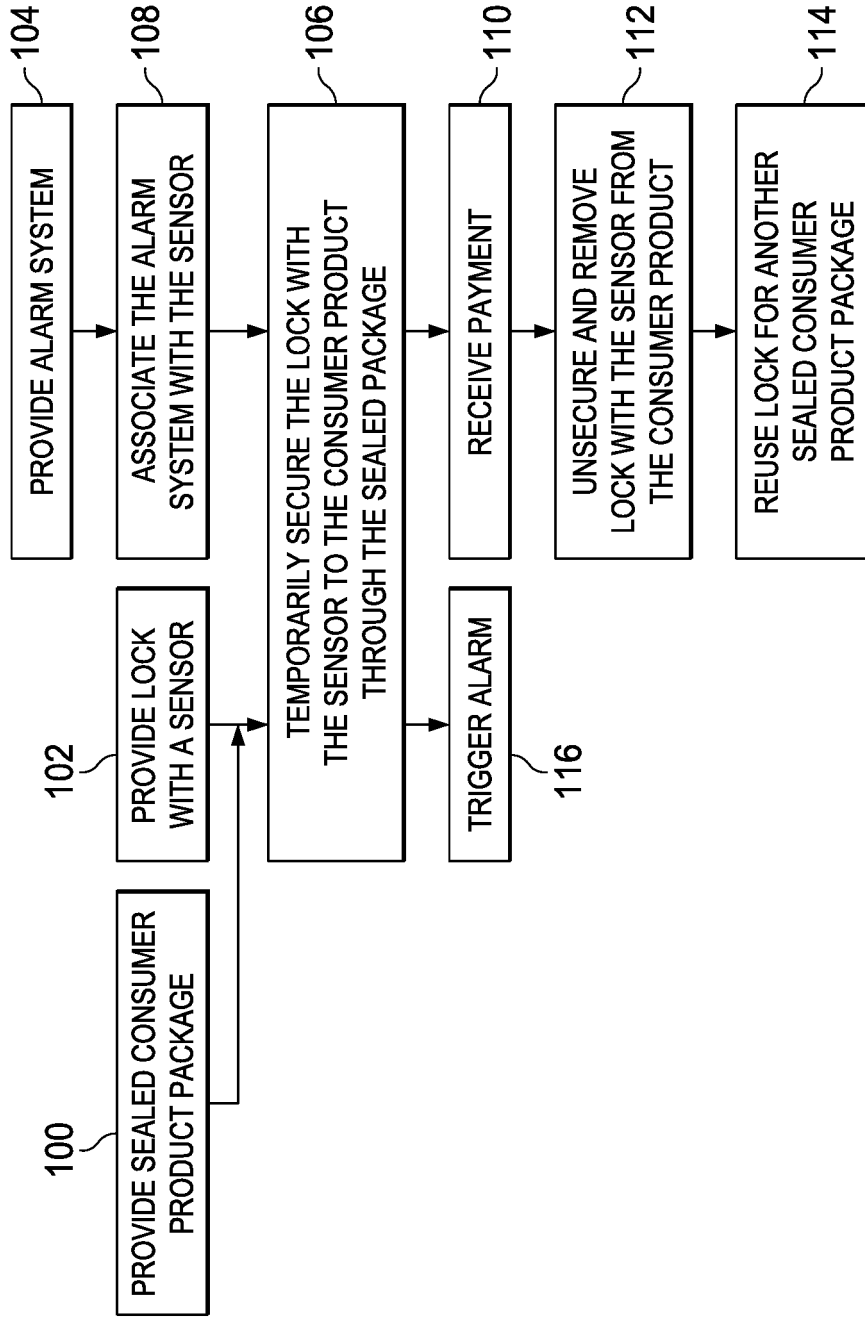 104
PROVIDE ALARM SYSTEM
100
PROVIDE SEALED CONSUMER
PRODUCT PACKAGE
102
PROVIDE LOCK
WITH A SENSOR
108
ASSOCIATE THE ALARM
SYSTEM WITH THE SENSOR
106
TEMPORARILY SECURE THE LOCK WITH
THE SENSOR TO THE CONSUMER PRODUCT
THROUGH THE SEALED PACKAGE
TRIGGER ALARM
116
RECEIVE PAYMENT
110
UNSECURE AND REMOVE
LOCK WITH THE SENSOR FROM
THE CONSUMER PRODUCT
112
REUSE LOCK FOR ANOTHER
SEALED CONSUMER
PRODUCT PACKAGE
114